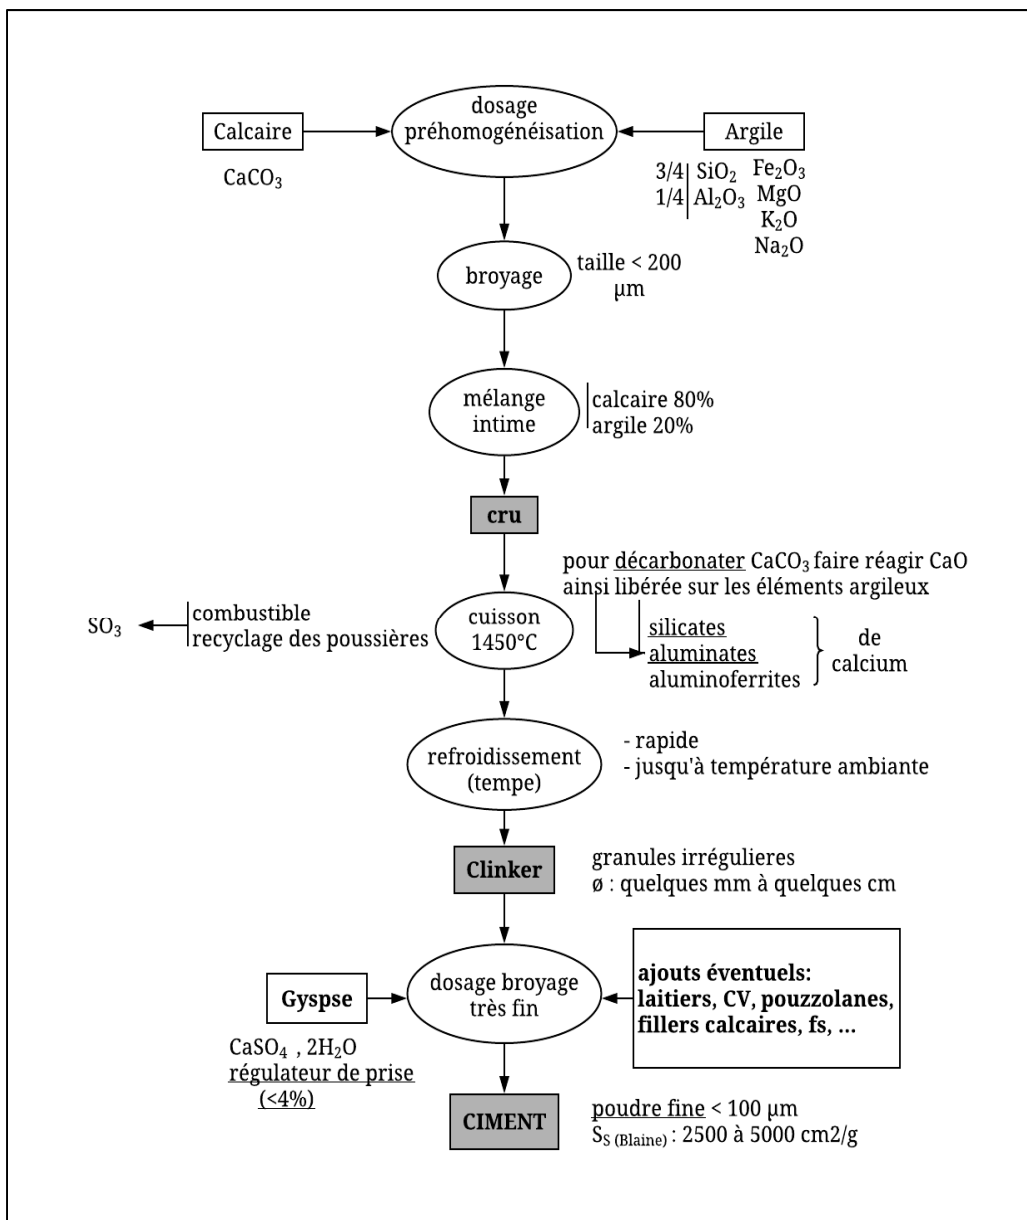 dosage
préhomogénéisation
Calcaire
Argile
CaCO₃
3/4 SiO₂ Fe₂O₃
1/4 Al₂O₃ MgO
K₂O
Na₂O
broyage
taille < 200
µm
mélange
intime
calcaire 80%
argile 20%
cru
pour décarbonater CaCO₃ faire réagir CaO
ainsi libérée sur les éléments argileux
SO₃
combustible
recyclage des poussières
cuisson
1450°C
silicates
aluminates
aluminoferrites
de
calcium
refroidissement
(tempe)
- rapide
- jusqu'à température ambiante
Clinker
granules irrégulieres
ø : quelques mm à quelques cm
Gyspse
dosage broyage
très fin
ajouts éventuels:
laitiers, CV, pouzzolanes,
fillers calcaires, fs, ...
CaSO₄ , 2H₂O
régulateur de prise
(<4%)
CIMENT
poudre fine < 100 µm
S_S (Blaine) : 2500 à 5000 cm2/g